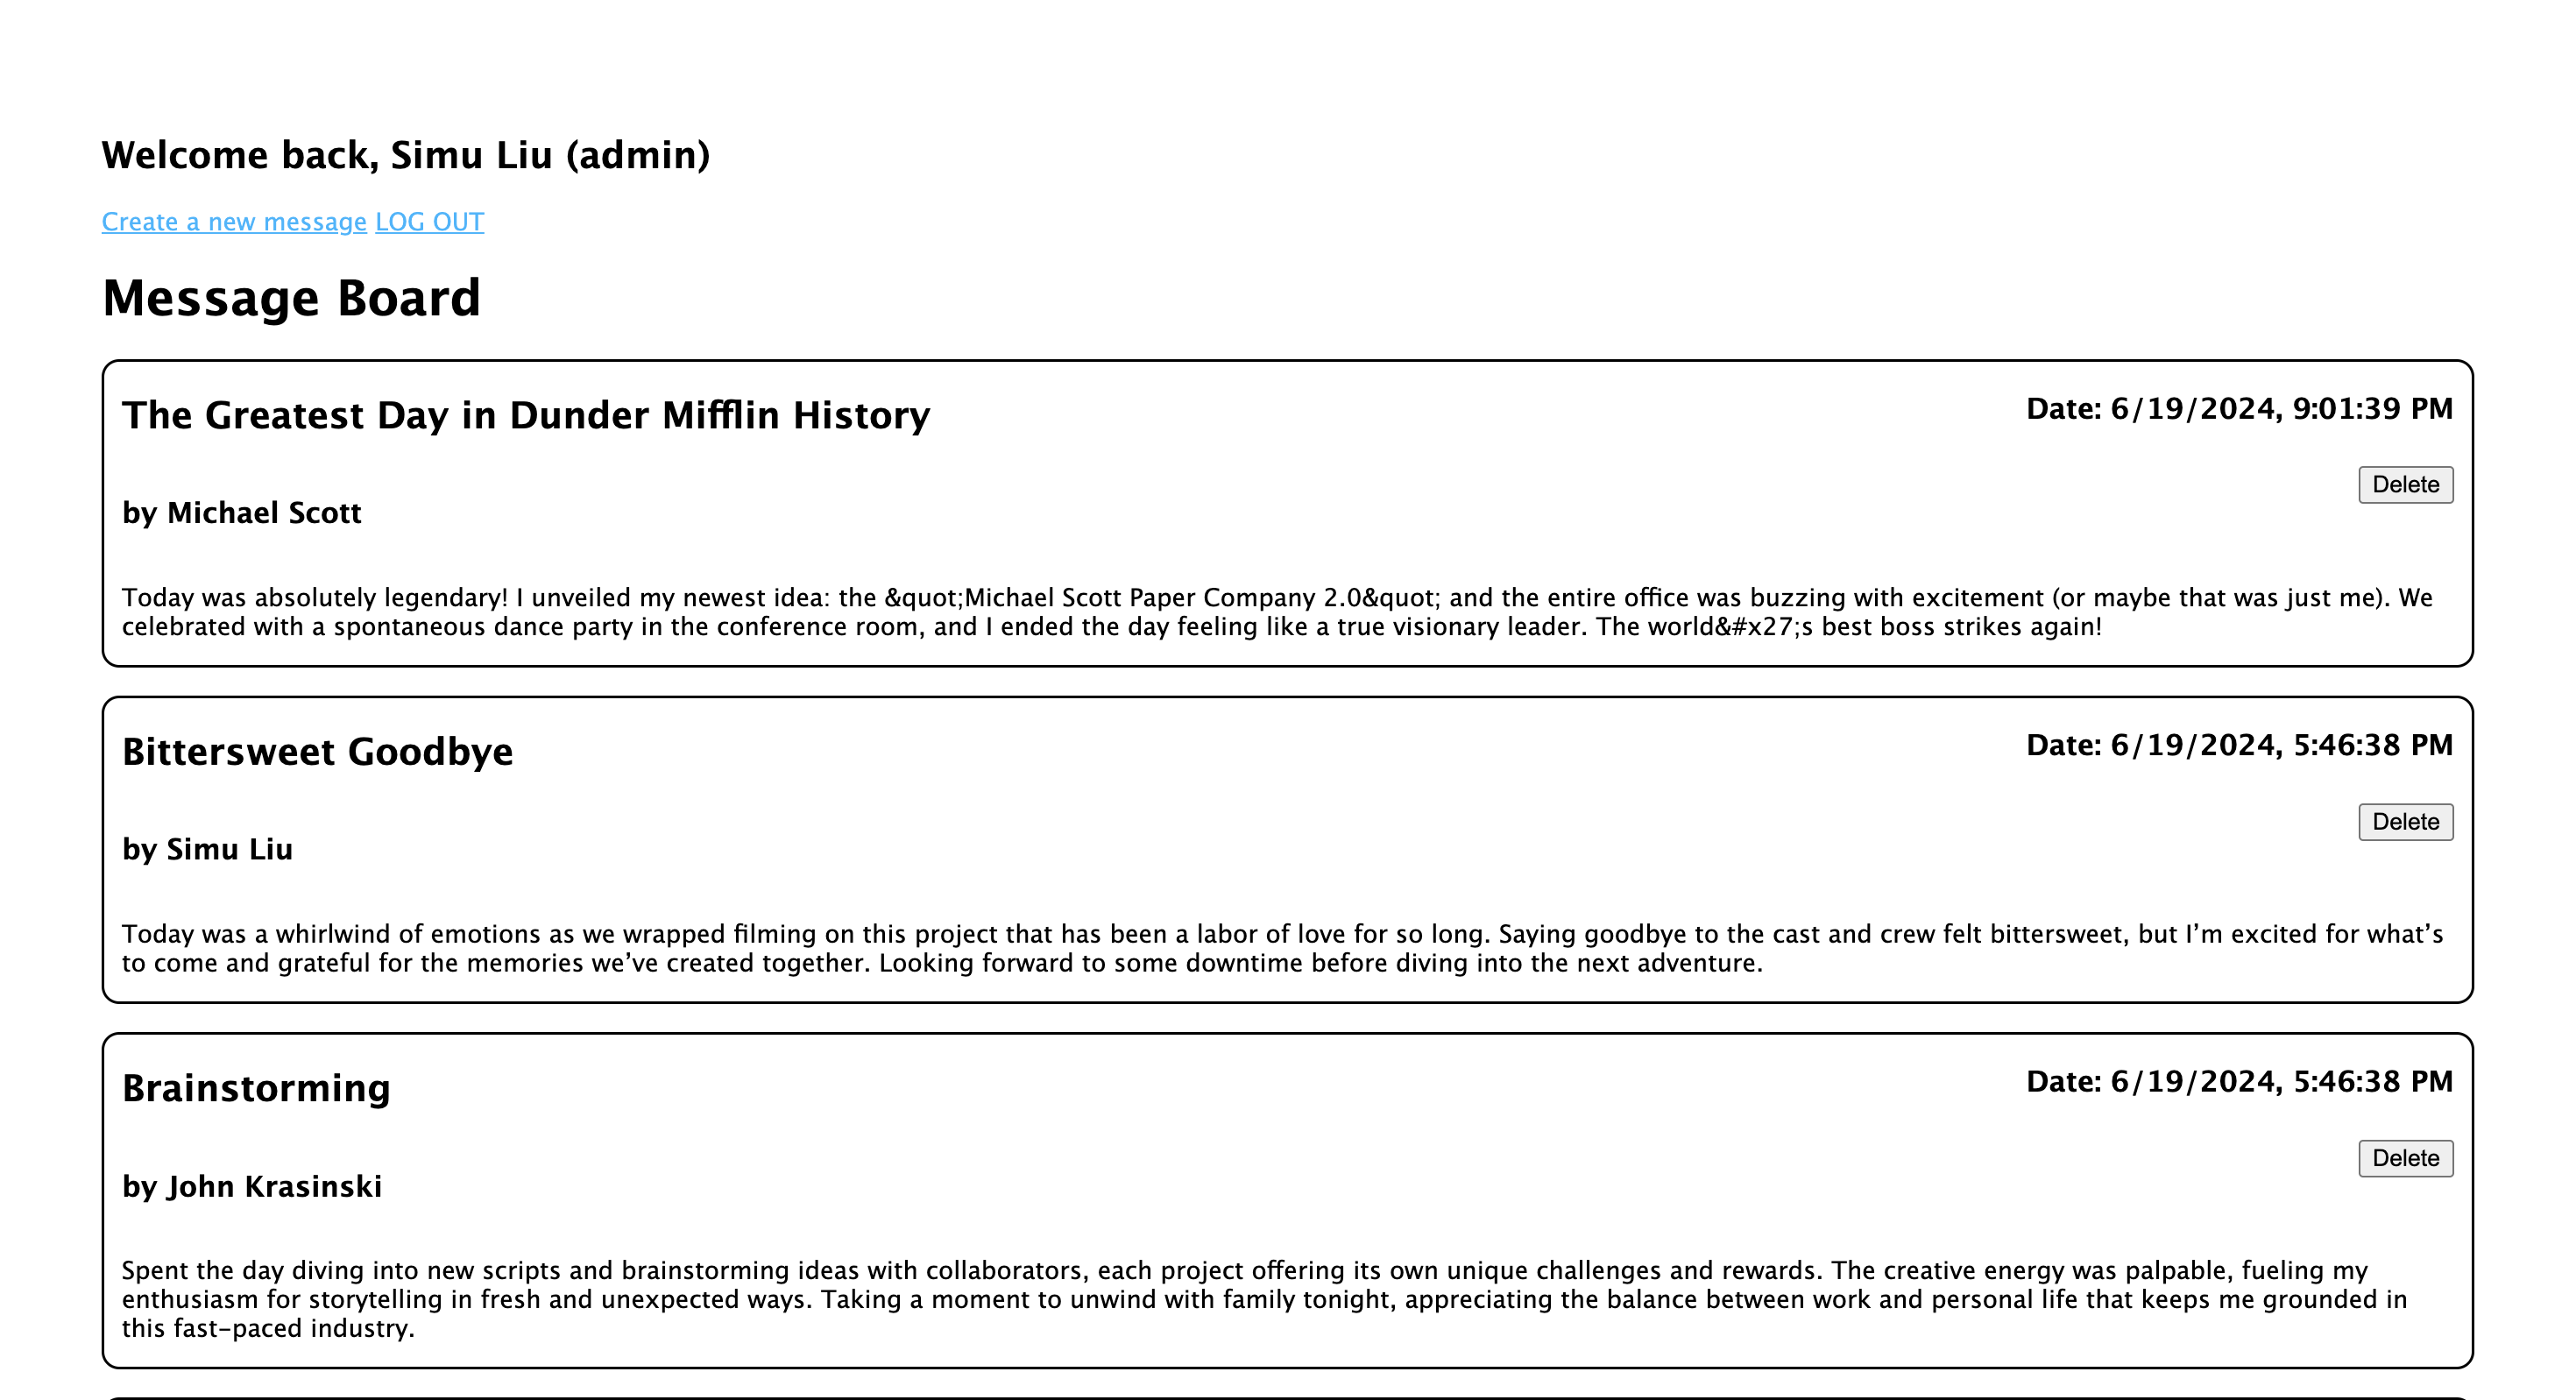 Welcome back, Simu Liu (admin)
Create a new message LOG OUT
Message Board
The Greatest Day in Dunder Mifflin History
Date: 6/19/2024, 9:01:39 PM
Delete
by Michael Scott
Today was absolutely legendary! I unveiled my newest idea: the &quot;Michael Scott Paper Company 2.0&quot; and the entire office was buzzing with excitement (or maybe that was just me). We
celebrated with a spontaneous dance party in the conference room, and I ended the day feeling like a true visionary leader. The world&#x27;s best boss strikes again!
Bittersweet Goodbye
Date: 6/19/2024, 5:46:38 PM
Delete
by Simu Liu
Today was a whirlwind of emotions as we wrapped filming on this project that has been a labor of love for so long. Saying goodbye to the cast and crew felt bittersweet, but I’m excited for what’s
to come and grateful for the memories we’ve created together. Looking forward to some downtime before diving into the next adventure.
Brainstorming
Date: 6/19/2024, 5:46:38 PM
Delete
by John Krasinski
Spent the day diving into new scripts and brainstorming ideas with collaborators, each project offering its own unique challenges and rewards. The creative energy was palpable, fueling my
enthusiasm for storytelling in fresh and unexpected ways. Taking a moment to unwind with family tonight, appreciating the balance between work and personal life that keeps me grounded in
this fast-paced industry.